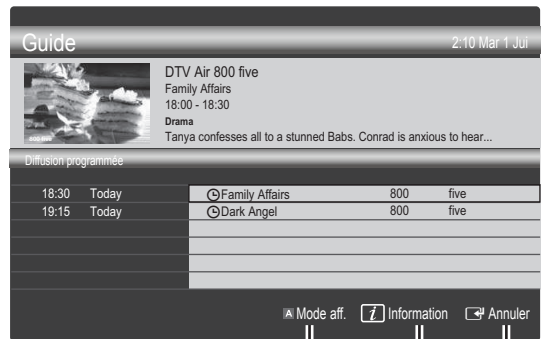 Guide 2:10 Mar 1 Jui
DTV Air 800 five
Family Affairs
18:00 - 18:30
Drama
Tanya confesses all to a stunned Babs. Conrad is anxious to hear...
Diffusion programmée
18:30 Today Family Affairs 800 five
19:15 Today Dark Angel 800 five
A Mode aff. i Information Annuler